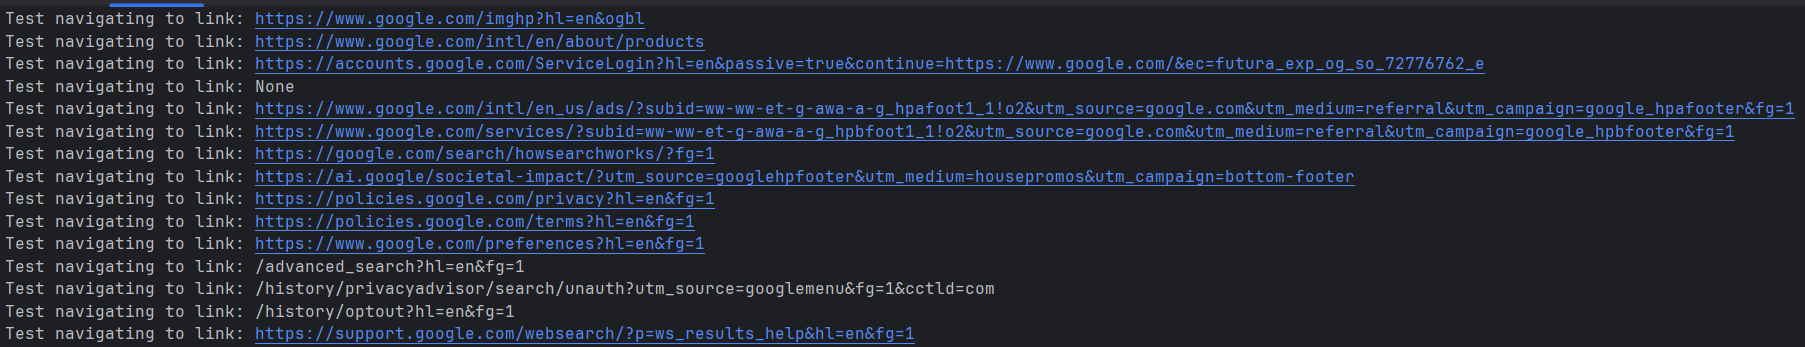 Test navigating to link: https://www.google.com/imghp?hl=en&ogbl
Test navigating to link: https://www.google.com/intl/en/about/products
Test navigating to link: https://accounts.google.com/ServiceLogin?hl=en&passive=true&continue=https://www.google.com/&ec=futura_exp_og_so_72776762_e
Test navigating to link: None
Test navigating to link: https://www.google.com/intl/en_us/ads/?subid=ww-ww-et-g-awa-a-g_hpafoot1_1!o2&utm_source=google.com&utm_medium=referral&utm_campaign=google_hpafooter&fg=1
Test navigating to link: https://www.google.com/services/?subid=ww-ww-et-g-awa-a-g_hpbfoot1_1!o2&utm_source=google.com&utm_medium=referral&utm_campaign=google_hpbfooter&fg=1
Test navigating to link: https://google.com/search/howsearchworks/?fg=1
Test navigating to link: https://ai.google/societal-impact/?utm_source=googlehpfooter&utm_medium=housepromos&utm_campaign=bottom-footer
Test navigating to link: https://policies.google.com/privacy?hl=en&fg=1
Test navigating to link: https://policies.google.com/terms?hl=en&fg=1
Test navigating to link: https://www.google.com/preferences?hl=en&fg=1
Test navigating to link: /advanced_search?hl=en&fg=1
Test navigating to link: /history/privacyadvisor/search/unauth?utm_source=googlemenu&fg=1&cctld=com
Test navigating to link: /history/optout?hl=en&fg=1
Test navigating to link: https://support.google.com/websearch/?p=ws_results_help&hl=en&fg=1